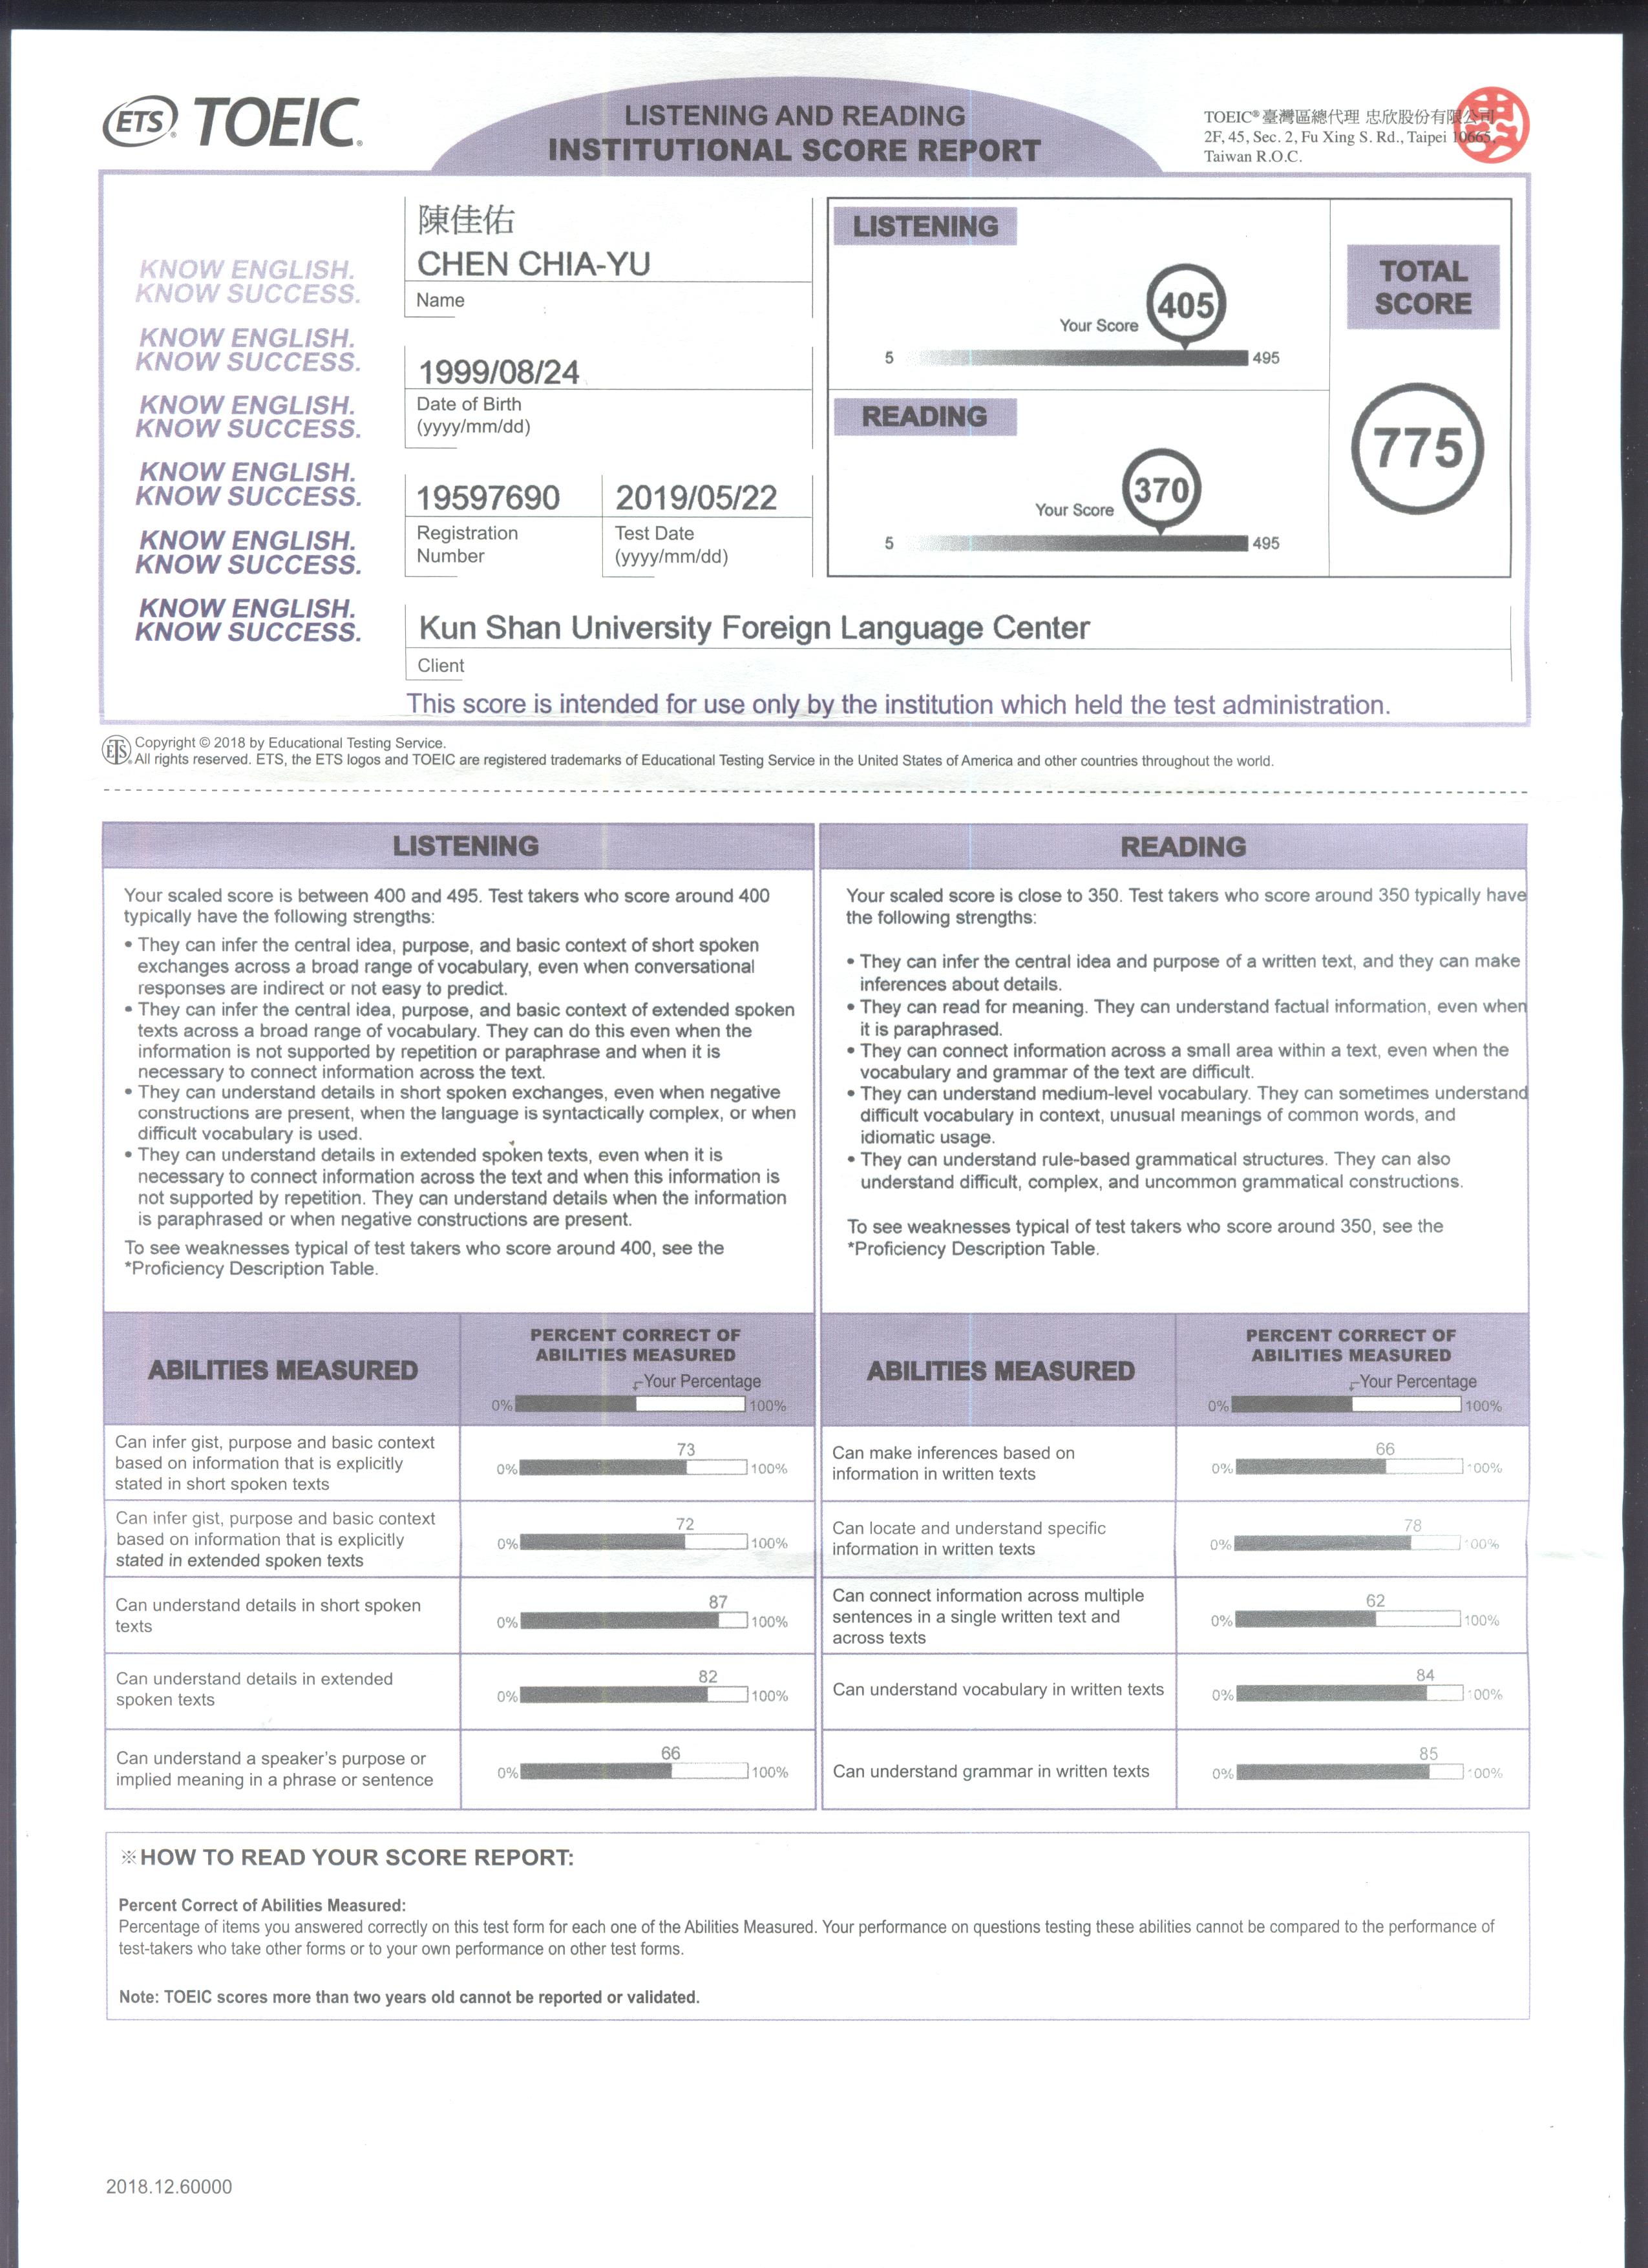 ETS TOEIC®
LISTENING AND READING
INSTITUTIONAL SCORE REPORT
TOEIC® 臺灣區總代理 忠欣股份有限公司
2F, 45, Sec. 2, Fu Xing S. Rd., Taipei 10665,
Taiwan R.O.C.
KNOW ENGLISH.
KNOW SUCCESS.
KNOW ENGLISH.
KNOW SUCCESS.
KNOW ENGLISH.
KNOW SUCCESS.
KNOW ENGLISH.
KNOW SUCCESS.
KNOW ENGLISH.
KNOW SUCCESS.
KNOW ENGLISH.
KNOW SUCCESS.
陳佳佑
CHEN CHIA-YU
Name
1999/08/24
Date of Birth
(yyyy/mm/dd)
19597690
Registration
Number
2019/05/22
Test Date
(yyyy/mm/dd)
LISTENING
405
Your Score
5 495
READING
370
Your Score
5 495
TOTAL
SCORE
775
Kun Shan University Foreign Language Center
Client
This score is intended for use only by the institution which held the test administration.
ETS® Copyright © 2018 by Educational Testing Service.
All rights reserved. ETS, the ETS logos and TOEIC are registered trademarks of Educational Testing Service in the United States of America and other countries throughout the world.
LISTENING
Your scaled score is between 400 and 495. Test takers who score around 400
typically have the following strengths:
• They can infer the central idea, purpose, and basic context of short spoken
exchanges across a broad range of vocabulary, even when conversational
responses are indirect or not easy to predict.
• They can infer the central idea, purpose, and basic context of extended spoken
texts across a broad range of vocabulary. They can do this even when the
information is not supported by repetition or paraphrase and when it is
necessary to connect information across the text.
• They can understand details in short spoken exchanges, even when negative
constructions are present, when the language is syntactically complex, or when
difficult vocabulary is used.
• They can understand details in extended spoken texts, even when it is
necessary to connect information across the text and when this information is
not supported by repetition. They can understand details when the information
is paraphrased or when negative constructions are present.
To see weaknesses typical of test takers who score around 400, see the
*Proficiency Description Table.
READING
Your scaled score is close to 350. Test takers who score around 350 typically have
the following strengths:
• They can infer the central idea and purpose of a written text, and they can make
inferences about details.
• They can read for meaning. They can understand factual information, even when
it is paraphrased.
• They can connect information across a small area within a text, even when the
vocabulary and grammar of the text are difficult.
• They can understand medium-level vocabulary. They can sometimes understand
difficult vocabulary in context, unusual meanings of common words, and
idiomatic usage.
• They can understand rule-based grammatical structures. They can also
understand difficult, complex, and uncommon grammatical constructions.
To see weaknesses typical of test takers who score around 350, see the
*Proficiency Description Table.
ABILITIES MEASURED
PERCENT CORRECT OF
ABILITIES MEASURED
Your Percentage
0% 100%
Can infer gist, purpose and basic context
based on information that is explicitly
stated in short spoken texts
73
0% 100%
Can infer gist, purpose and basic context
based on information that is explicitly
stated in extended spoken texts
72
0% 100%
Can understand details in short spoken
texts
87
0% 100%
Can understand details in extended
spoken texts
82
0% 100%
Can understand a speaker's purpose or
implied meaning in a phrase or sentence
66
0% 100%
ABILITIES MEASURED
PERCENT CORRECT OF
ABILITIES MEASURED
Your Percentage
0% 100%
Can make inferences based on
information in written texts
66
0% 100%
Can locate and understand specific
information in written texts
78
0% 100%
Can connect information across multiple
sentences in a single written text and
across texts
62
0% 100%
Can understand vocabulary in written texts
84
0% 100%
Can understand grammar in written texts
85
0% 100%
※HOW TO READ YOUR SCORE REPORT:
Percent Correct of Abilities Measured:
Percentage of items you answered correctly on this test form for each one of the Abilities Measured. Your performance on questions testing these abilities cannot be compared to the performance of
test-takers who take other forms or to your own performance on other test forms.
Note: TOEIC scores more than two years old cannot be reported or validated.
2018.12.60000